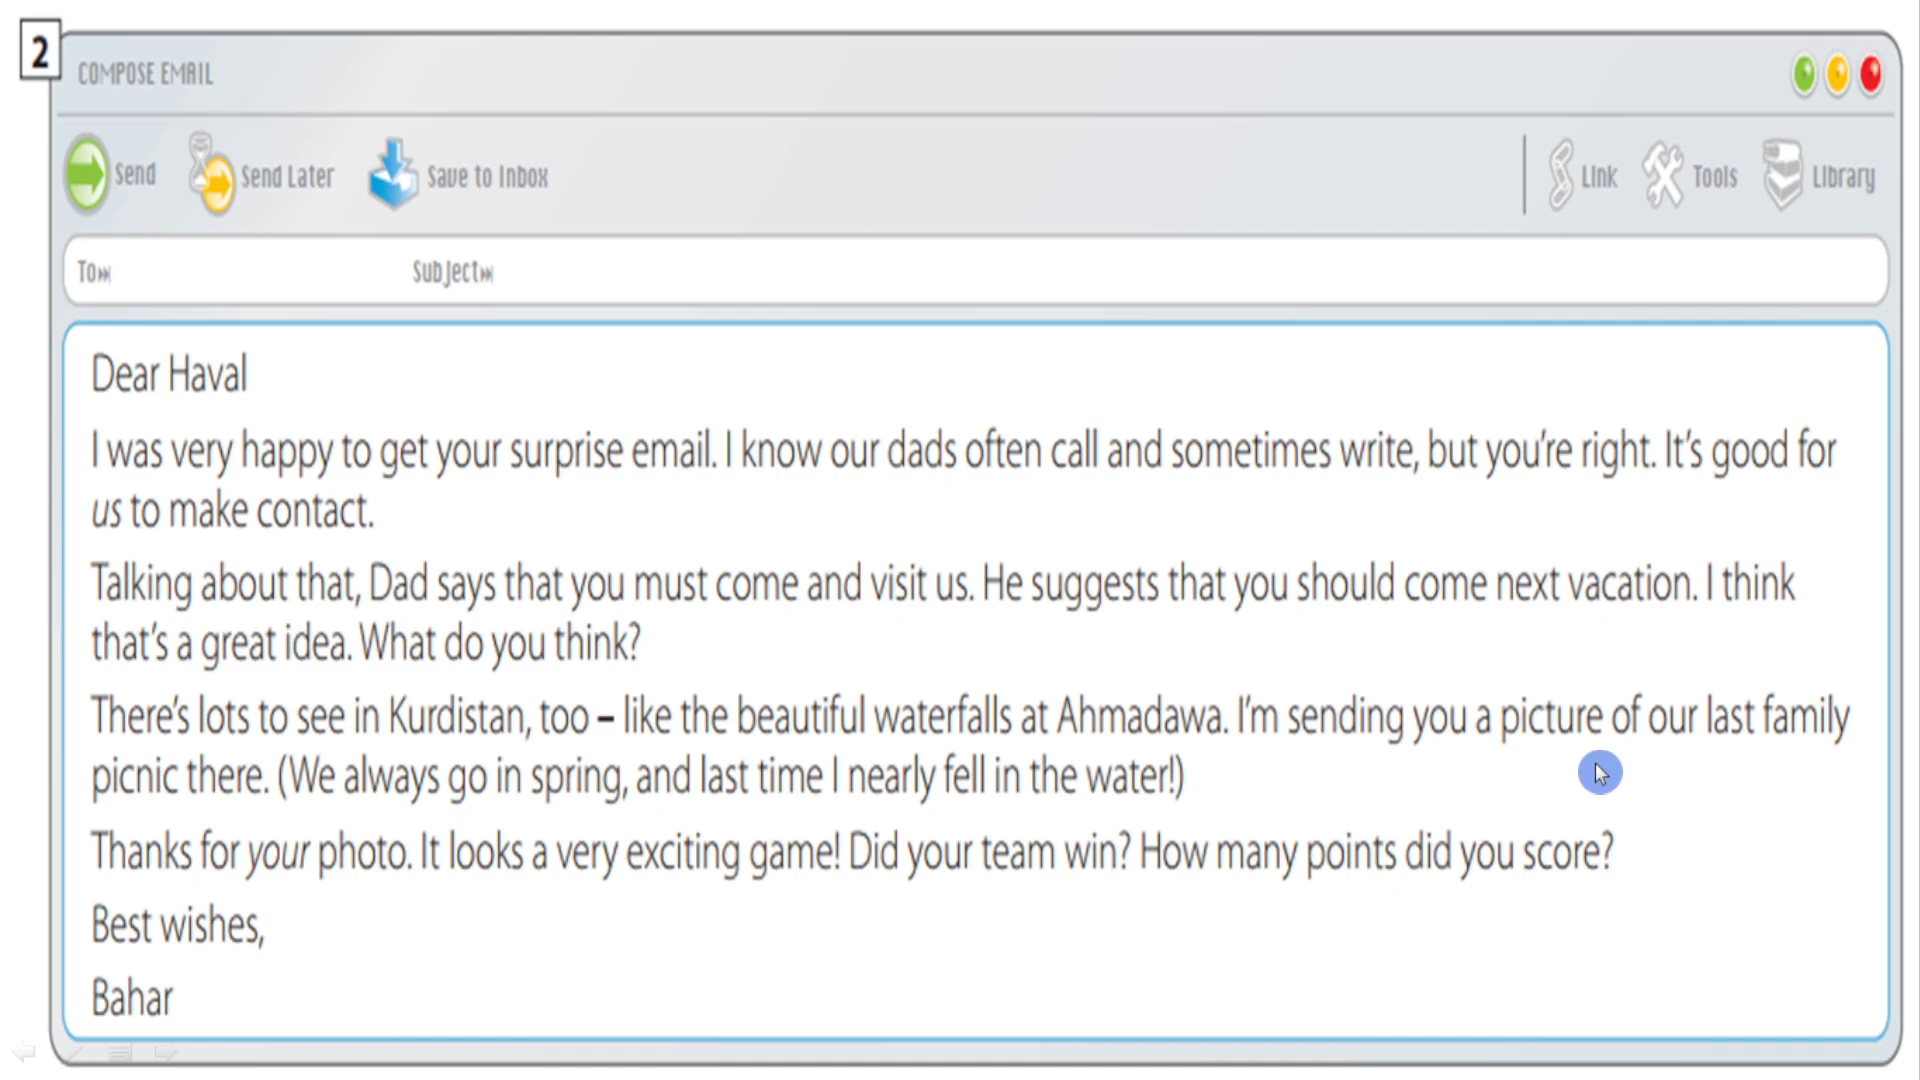 2
COMPOSE EMAIL
Send
Send Later
Save to Inbox
Link
Tools
Library
To
Subject
Dear Haval
I was very happy to get your surprise email. I know our dads often call and sometimes write, but you're right. It's good for
us to make contact.
Talking about that, Dad says that you must come and visit us. He suggests that you should come next vacation. I think
that's a great idea. What do you think?
There's lots to see in Kurdistan, too – like the beautiful waterfalls at Ahmadawa. I'm sending you a picture of our last family
picnic there. (We always go in spring, and last time I nearly fell in the water!)
Thanks for your photo. It looks a very exciting game! Did your team win? How many points did you score?
Best wishes,
Bahar